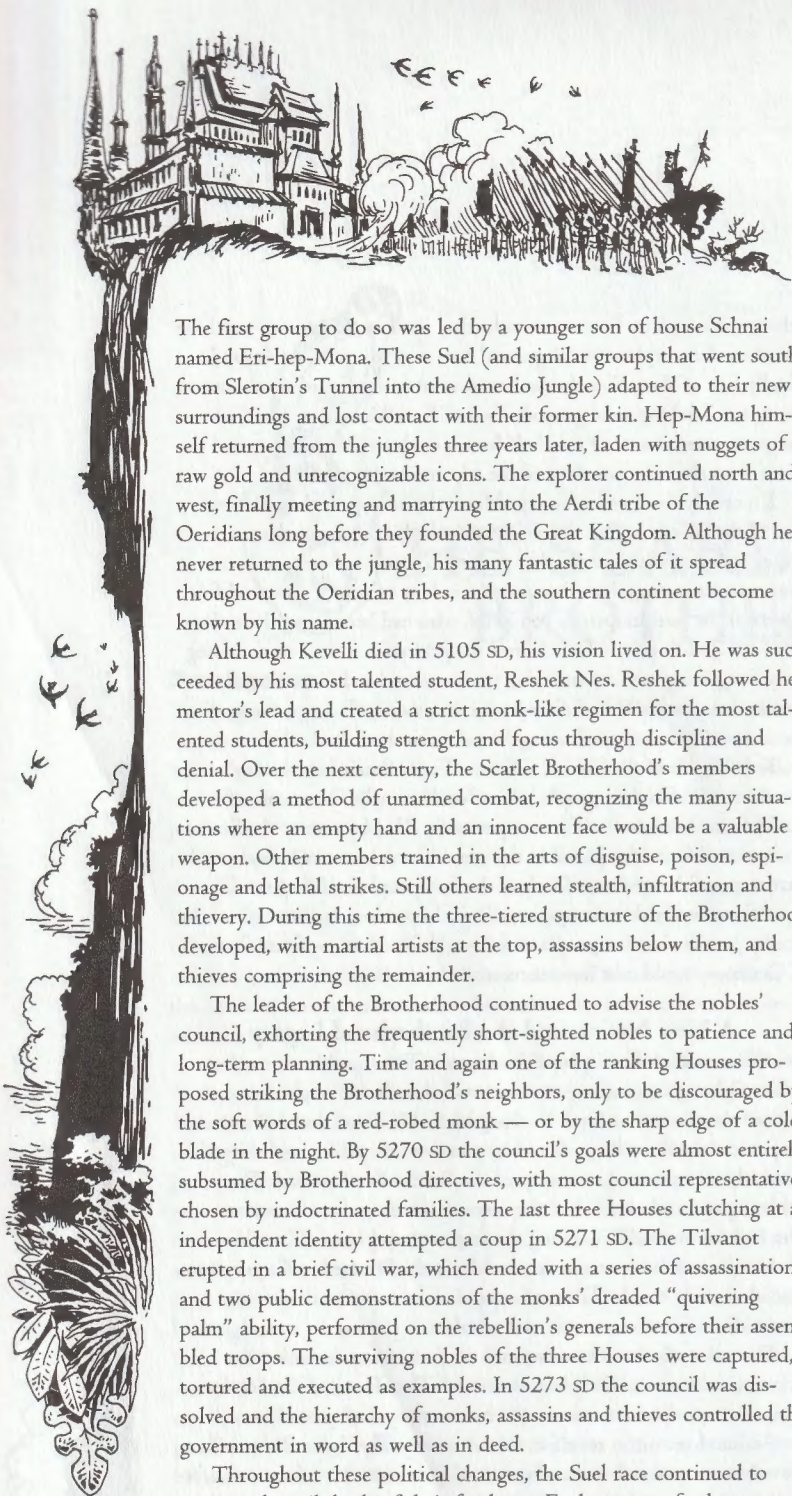 The first group to do so was led by a younger son of house Schnai
named Eri-hep-Mona. These Suel (and similar groups that went south
from Slerotin's Tunnel into the Amedio Jungle) adapted to their new
surroundings and lost contact with their former kin. Hep-Mona him-
self returned from the jungles three years later, laden with nuggets of
raw gold and unrecognizable icons. The explorer continued north and
west, finally meeting and marrying into the Aerdi tribe of the
Oeridians long before they founded the Great Kingdom. Although he
never returned to the jungle, his many fantastic tales of it spread
throughout the Oeridian tribes, and the southern continent become
known by his name.
Although Kevelli died in 5105 SD, his vision lived on. He was suc
ceeded by his most talented student, Reshek Nes. Reshek followed he
mentor's lead and created a strict monk-like regimen for the most tal-
ented students, building strength and focus through discipline and
denial. Over the next century, the Scarlet Brotherhood's members
developed a method of unarmed combat, recognizing the many situa-
tions where an empty hand and an innocent face would be a valuable
weapon. Other members trained in the arts of disguise, poison, espi-
onage and lethal strikes. Still others learned stealth, infiltration and
thievery. During this time the three-tiered structure of the Brotherhoo
developed, with martial artists at the top, assassins below them, and
thieves comprising the remainder.
The leader of the Brotherhood continued to advise the nobles'
council, exhorting the frequently short-sighted nobles to patience and
long-term planning. Time and again one of the ranking Houses pro-
posed striking the Brotherhood's neighbors, only to be discouraged b
the soft words of a red-robed monk — or by the sharp edge of a col
blade in the night. By 5270 SD the council's goals were almost entirel
subsumed by Brotherhood directives, with most council representativ
chosen by indoctrinated families. The last three Houses clutching at a
independent identity attempted a coup in 5271 SD. The Tilvanot
erupted in a brief civil war, which ended with a series of assassination
and two public demonstrations of the monks' dreaded "quivering
palm" ability, performed on the rebellion's generals before their assem
bled troops. The surviving nobles of the three Houses were captured,
tortured and executed as examples. In 5273 SD the council was dis-
solved and the hierarchy of monks, assassins and thieves controlled th
government in word as well as in deed.
Throughout these political changes, the Suel race continued to